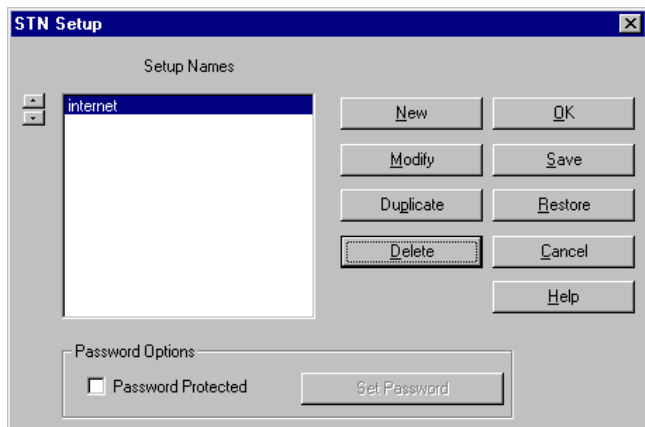 STN Setup
Setup Names
internet
New
OK
Modify
Save
Duplicate
Restore
Delete
Cancel
Help
Password Options
Password Protected
Set Password